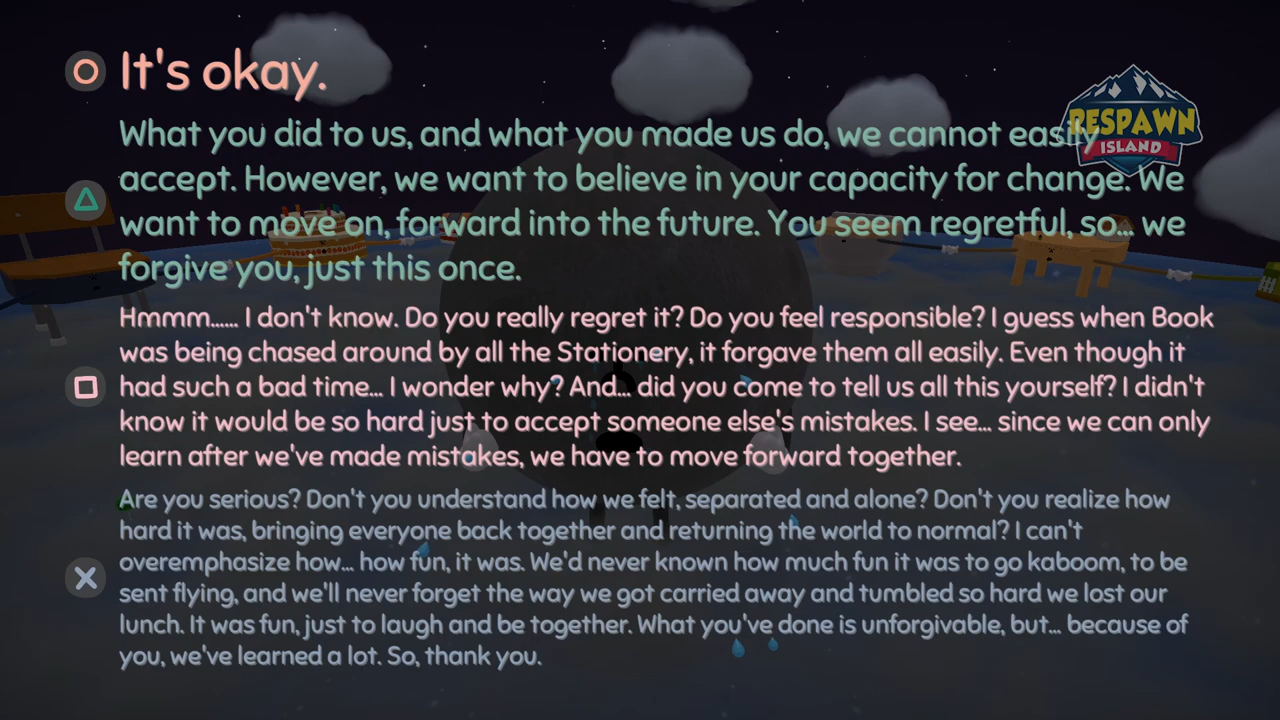 It's okay.
RESPAWN
ISLAND
What you did to us, and what you made us do, we cannot easily
accept. However, we want to believe in your capacity for change. We
want to move on, forward into the future. You seem regretful, so... we
forgive you, just this once.
Hmmm...... I don't know. Do you really regret it? Do you feel responsible? I guess when Book
was being chased around by all the Stationery, it forgave them all easily. Even though it
had such a bad time... I wonder why? And... did you come to tell us all this yourself? I didn't
know it would be so hard just to accept someone else's mistakes. I see... since we can only
learn after we've made mistakes, we have to move forward together.
Are you serious? Don't you understand how we felt, separated and alone? Don't you realize how
hard it was, bringing everyone back together and returning the world to normal? I can't
overemphasize how... how fun, it was. We'd never known how much fun it was to go kaboom, to be
sent flying, and we'll never forget the way we got carried away and tumbled so hard we lost our
lunch. It was fun, just to laugh and be together. What you've done is unforgivable, but... because of
you, we've learned a lot. So, thank you.